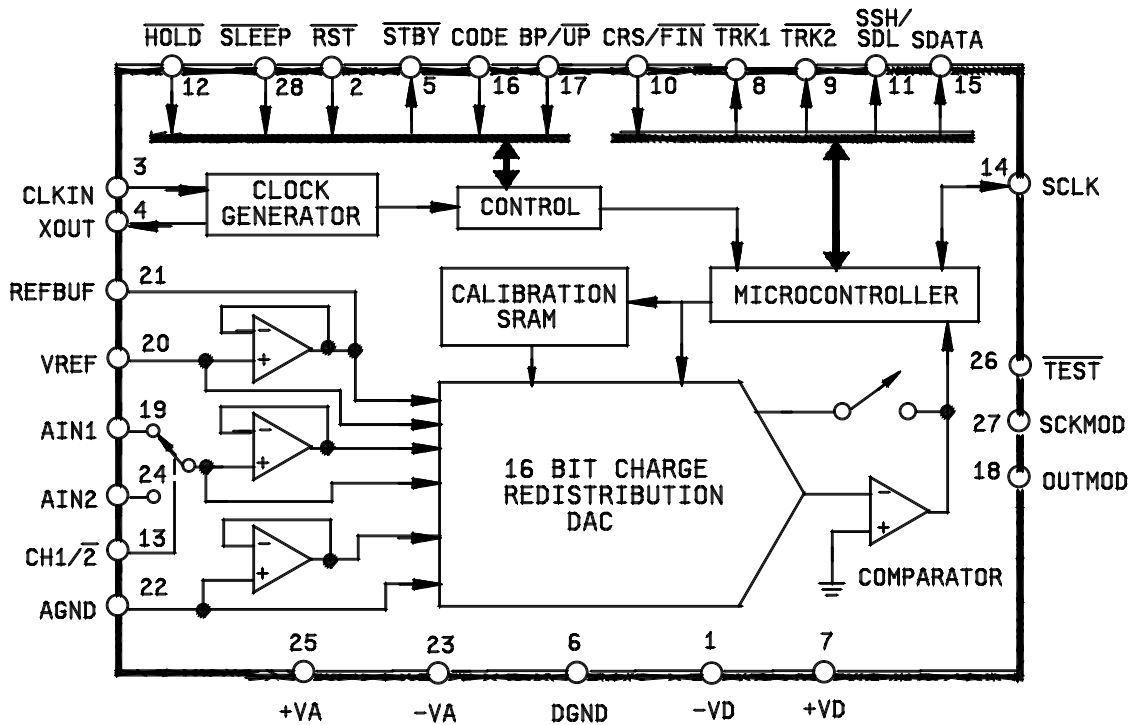 SSH/
HOLD SLEEP RST STBY CODE BP/UP CRS/FIN TRK1 TRK2 SDL SDATA
12 28 2 5 16 17 10 8 9 11 15
3
CLKIN
4
XOUT
CLOCK
GENERATOR
CONTROL
14
SCLK
21
REFBUF
CALIBRATION
SRAM
MICROCONTROLLER
-
+
20
VREF
26
TEST
19
AIN1
-
+
27
SCKMOD
24
AIN2
16 BIT CHARGE
REDISTRIBUTION
DAC
18
OUTMOD
13
CH1/2
-
+
-
+
COMPARATOR
22
AGND
25 23 6 1 7
+VA -VA DGND -VD +VD